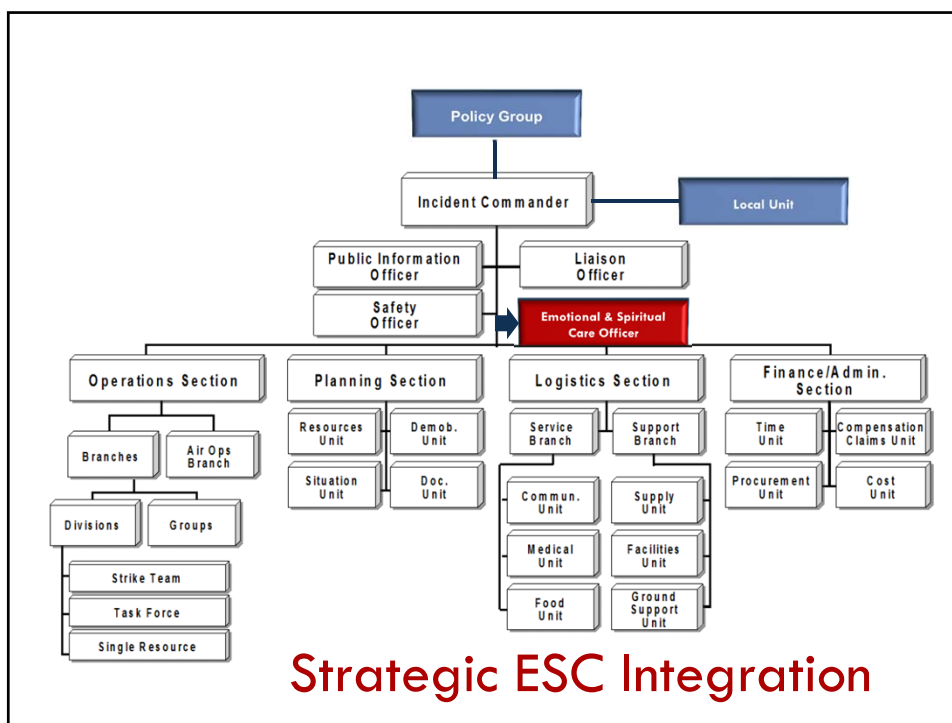 Policy Group
Incident Commander
Local Unit
Public Information
Officer
Liaison
Officer
Safety
Officer
Emotional & Spiritual
Care Officer
Operations Section
Planning Section
Logistics Section
Finance/Admin.
Section
Branches
Air Ops
Branch
Resources
Unit
Demob.
Unit
Service
Branch
Support
Branch
Time
Unit
Compensation
Claims Unit
Situation
Unit
Doc.
Unit
Procurement
Unit
Cost
Unit
Divisions
Groups
Commun.
Unit
Supply
Unit
Medical
Unit
Facilities
Unit
Strike Team
Task Force
Single Resource
Food
Unit
Ground
Support
Unit
Strategic ESC Integration